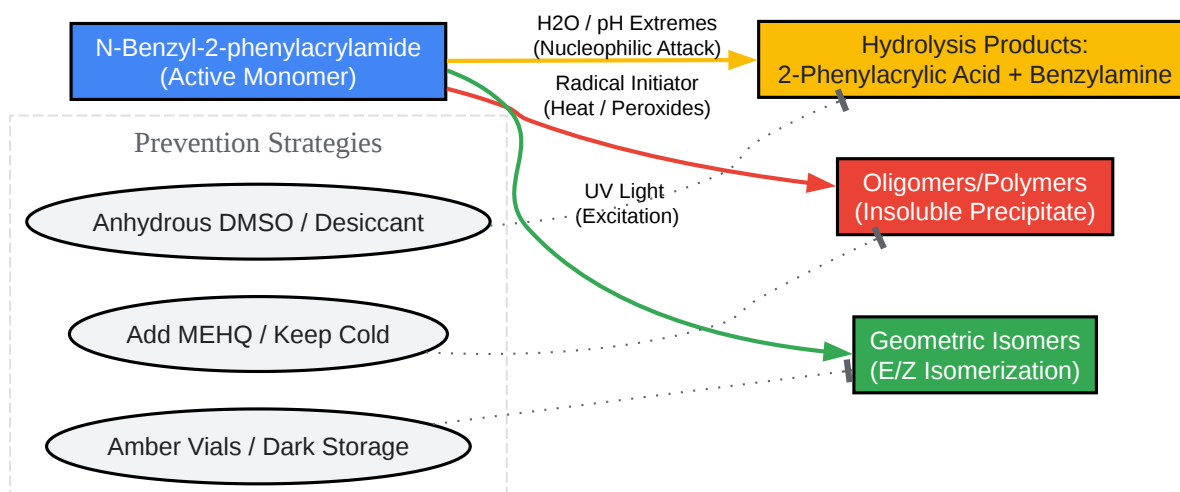 N-Benzyl-2-phenylacrylamide
(Active Monomer)
H2O / pH Extremes
(Nucleophilic Attack)
Hydrolysis Products:
2-Phenylacrylic Acid + Benzylamine
Radical Initiator
(Heat / Peroxides)
Prevention Strategies
UV Light
(Excitation)
Oligomers/Polymers
(Insoluble Precipitate)
Anhydrous DMSO / Desiccant
Add MEHQ / Keep Cold
Geometric Isomers
(E/Z Isomerization)
Amber Vials / Dark Storage